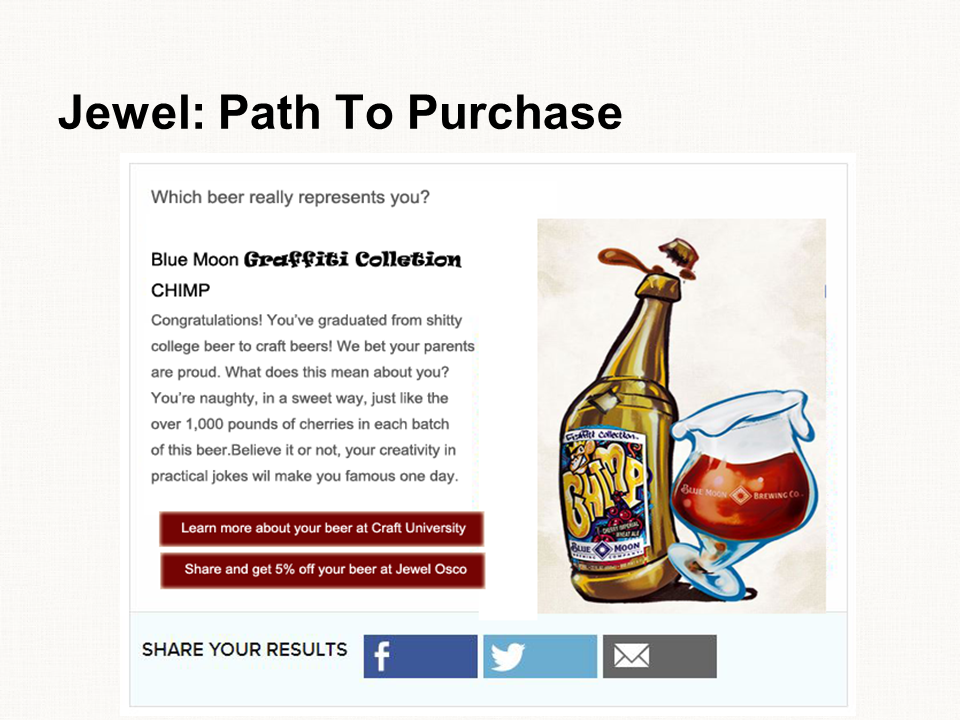 Jewel: Path To Purchase
Which beer really represents you?
Blue Moon Graffiti Colletion
CHIMP
Congratulations! You've graduated from shitty
college beer to craft beers! We bet your parents
are proud. What does this mean about you?
You're naughty, in a sweet way, just like the
over 1,000 pounds of cherries in each batch
of this beer.Believe it or not, your creativity in
practical jokes wil make you famous one day.
Learn more about your beer at Craft University
Share and get 5% off your beer at Jewel Osco
Graffiti Collection
CHIMP
CHERRY IMPERIAL
WHEAT ALE
BLUE MOON
BREWING COMPANY
BLUE MOON BREWING CO.
SHARE YOUR RESULTS